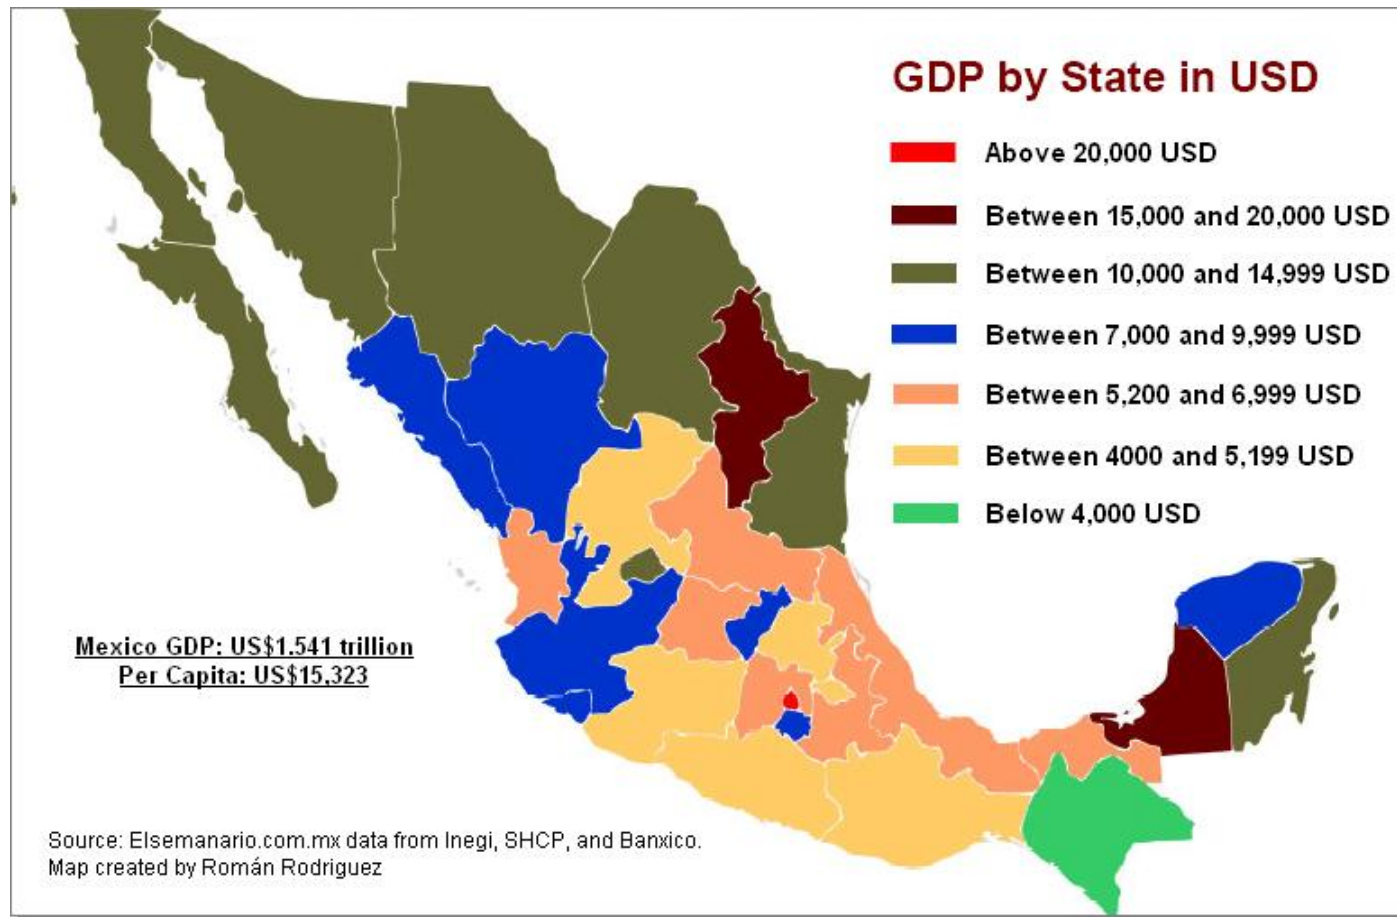 GDP by State in USD
Above 20,000 USD
Between 15,000 and 20,000 USD
Between 10,000 and 14,999 USD
Between 7,000 and 9,999 USD
Between 5,200 and 6,999 USD
Between 4000 and 5,199 USD
Below 4,000 USD
Mexico GDP: US$1.541 trillion
Per Capita: US$15,323
Source: Elsemanario.com.mx data from Inegi, SHCP, and Banxico.
Map created by Román Rodriguez